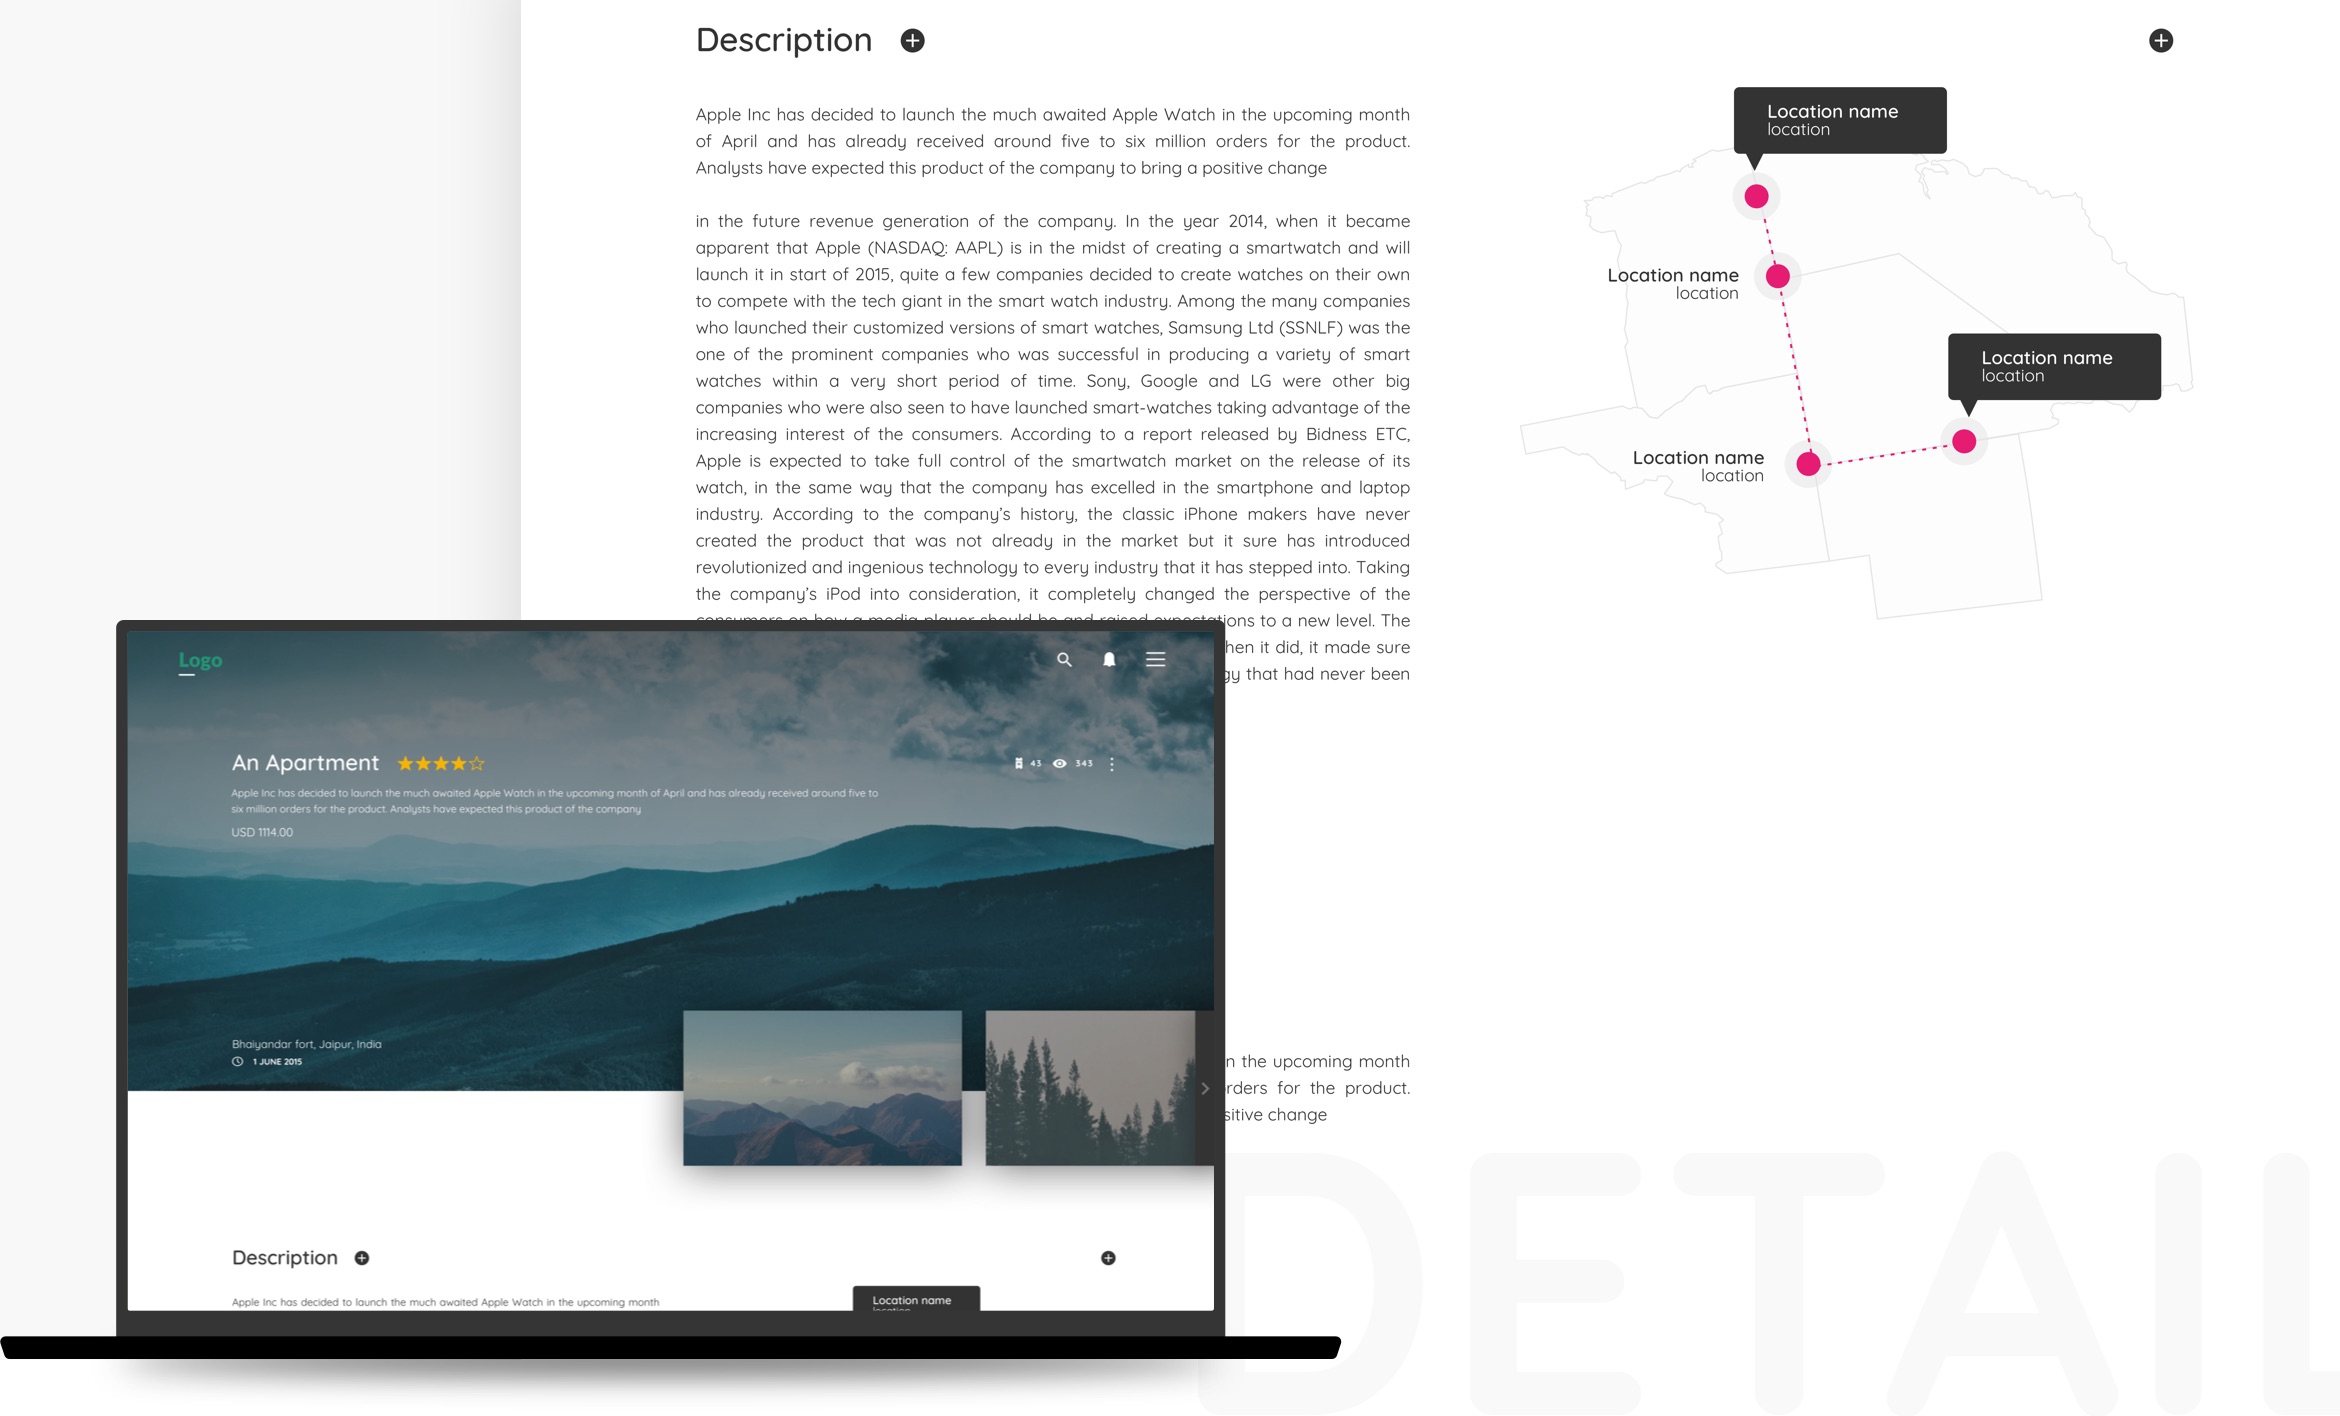 Description
Apple Inc has decided to launch the much awaited Apple Watch in the upcoming month
of April and has already received around five to six million orders for the product.
Analysts have expected this product of the company to bring a positive change
in the future revenue generation of the company. In the year 2014, when it became
apparent that Apple (NASDAQ: AAPL) is in the midst of creating a smartwatch and will
launch it in start of 2015, quite a few companies decided to create watches on their own
to compete with the tech giant in the smart watch industry. Among the many companies
who launched their customized versions of smart watches, Samsung Ltd (SSNLF) was the
one of the prominent companies who was successful in producing a variety of smart
watches within a very short period of time. Sony, Google and LG were other big
companies who were also seen to have launched smart-watches taking advantage of the
increasing interest of the consumers. According to a report released by Bidness ETC,
Apple is expected to take full control of the smartwatch market on the release of its
watch, in the same way that the company has excelled in the smartphone and laptop
industry. According to the company's history, the classic iPhone makers have never
created the product that was not already in the market but it sure has introduced
revolutionized and ingenious technology to every industry that it has stepped into. Taking
the company's iPod into consideration, it completely changed the perspective of the
consumers on how a media player should be and raised expectations to a new level. The
hen it did, it made sure
gy that had never been
n the upcoming month
orders for the product.
sitive change
Location name
location
Location name
location
Location name
location
Location name
location
Logo
An Apartment
43
343
Apple Inc has decided to launch the much awaited Apple Watch in the upcoming month of April and has already received around five to
six million orders for the product. Analysts have expected this product of the company
USD 1114.00
Bhaiyandar fort, Jaipur, India
1 JUNE 2015
Description
Apple Inc has decided to launch the much awaited Apple Watch in the upcoming month
Location name
location
DETAIL